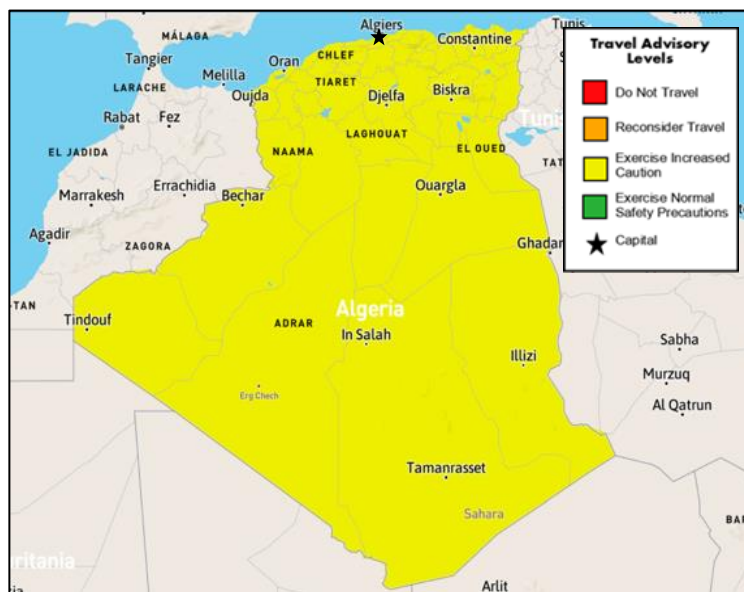 Algiers
Tunis
MÁLAGA
Constantine
Tangier
Oran
CHLEF
Melilla
TIARET
LARACHE
Oujda
Djelfa
Biskra
Rabat
Fez
LAGHOUAT
EL JADIDA
NAAMA
EL OUED
TAT
Errachidia
Ouargla
Marrakesh
Bechar
Agadir
ZAGORA
Ghadar
-TAN
Algeria
Tindouf
ADRAR
In Salah
Sabha
Illizi
Murzuq
Erg Chech
Al Qatrun
Tamanrasset
Sahara
uritania
Arlit
Travel Advisory
Levels
Do Not Travel
Reconsider Travel
Exercise Increased
Caution
Exercise Normal
Safety Precautions
Capital